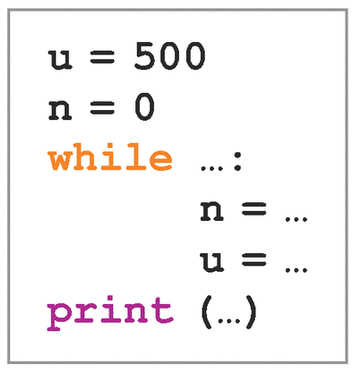 u = 500
n = 0
while …:
n = …
u = …
print (…)